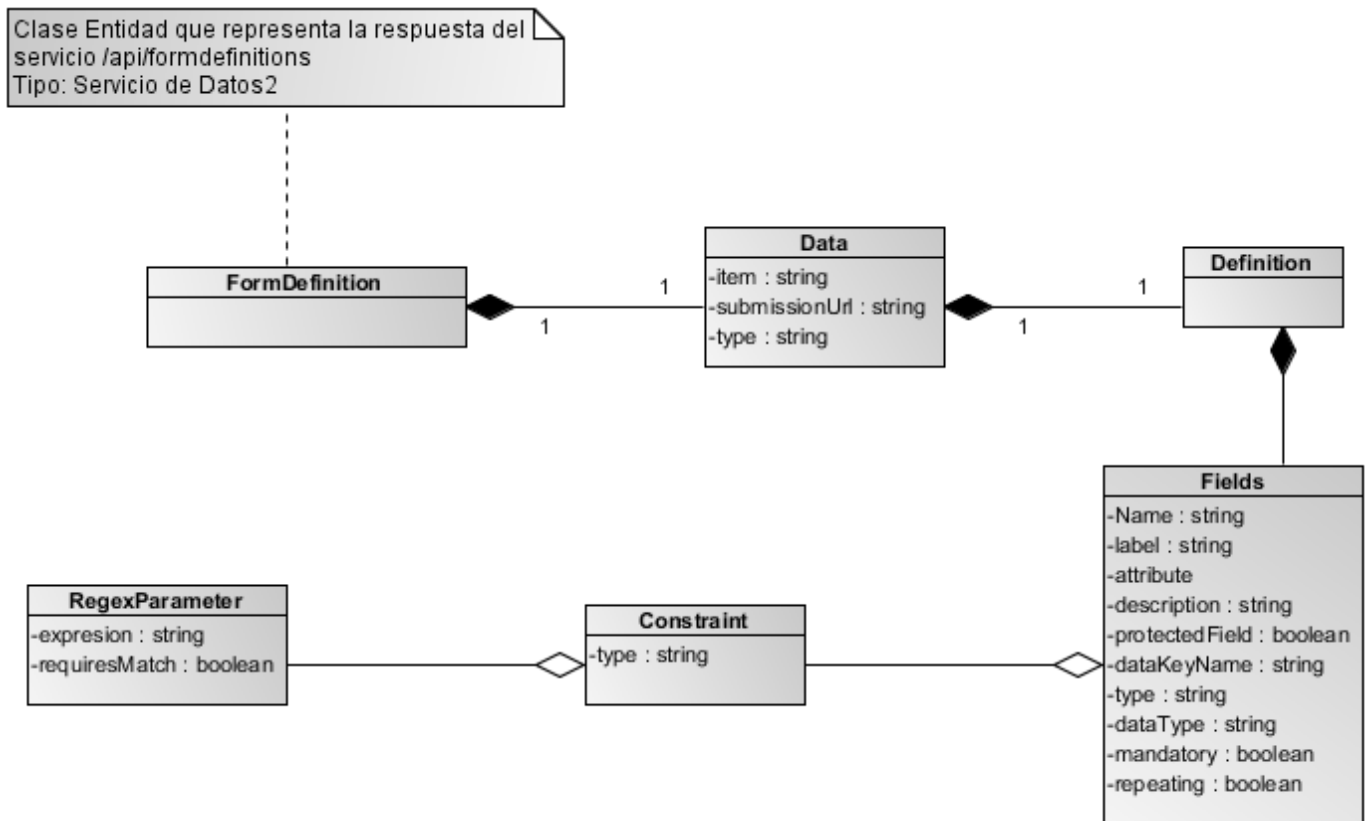 Clase Entidad que representa la respuesta del
servicio /api/formdefinitions
Tipo: Servicio de Datos2
FormDefinition
1
1
Data
-item : string
-submissionUrl : string
-type : string
1
1
Definition
Fields
-Name : string
-label : string
-attribute
-description : string
-protectedField : boolean
-dataKeyName : string
-type : string
-dataType : string
-mandatory : boolean
-repeating : boolean
Constraint
-type : string
RegexParameter
-expresion : string
-requiresMatch : boolean